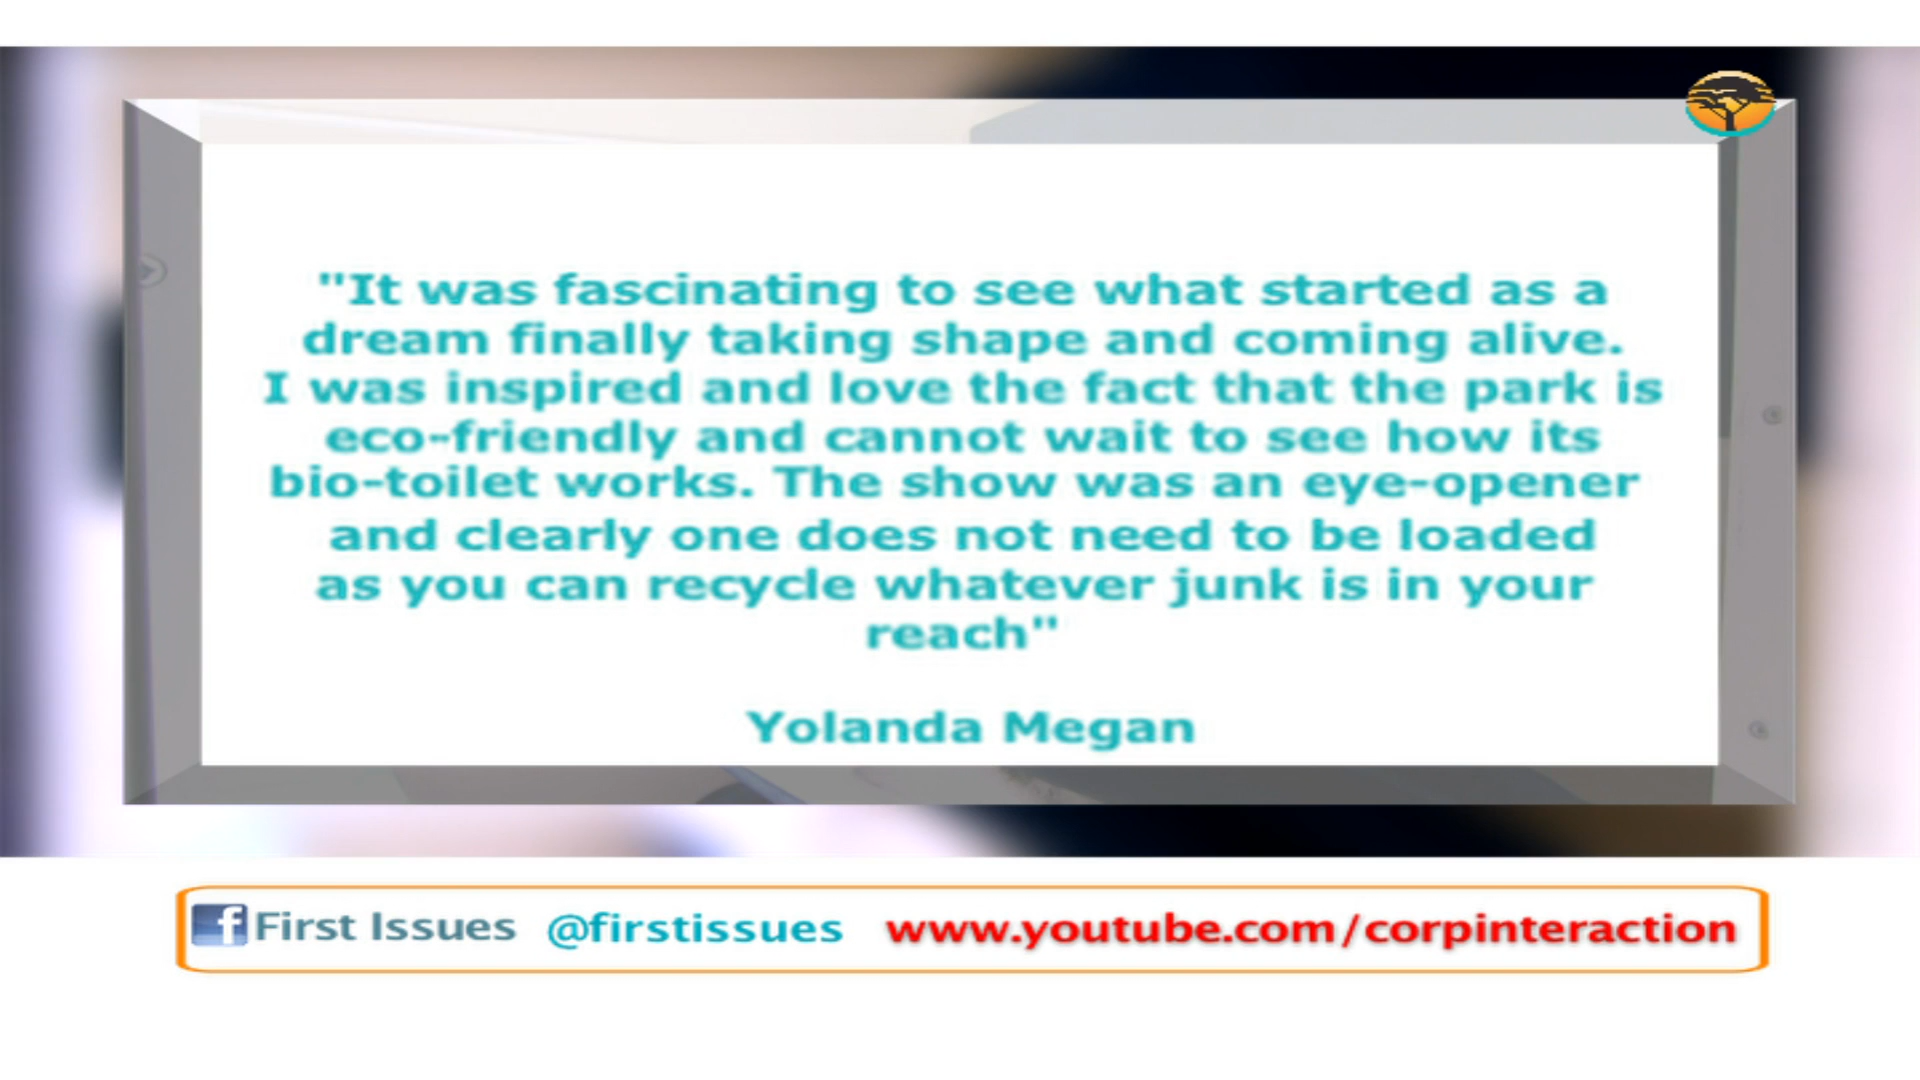 "It was fascinating to see what started as a
dream finally taking shape and coming alive.
I was inspired and love the fact that the park is
eco-friendly and cannot wait to see how its
bio-toilet works. The show was an eye-opener
and clearly one does not need to be loaded
as you can recycle whatever junk is in your
reach"
Yolanda Megan
f First Issues @firstissues www.youtube.com/corpinteraction